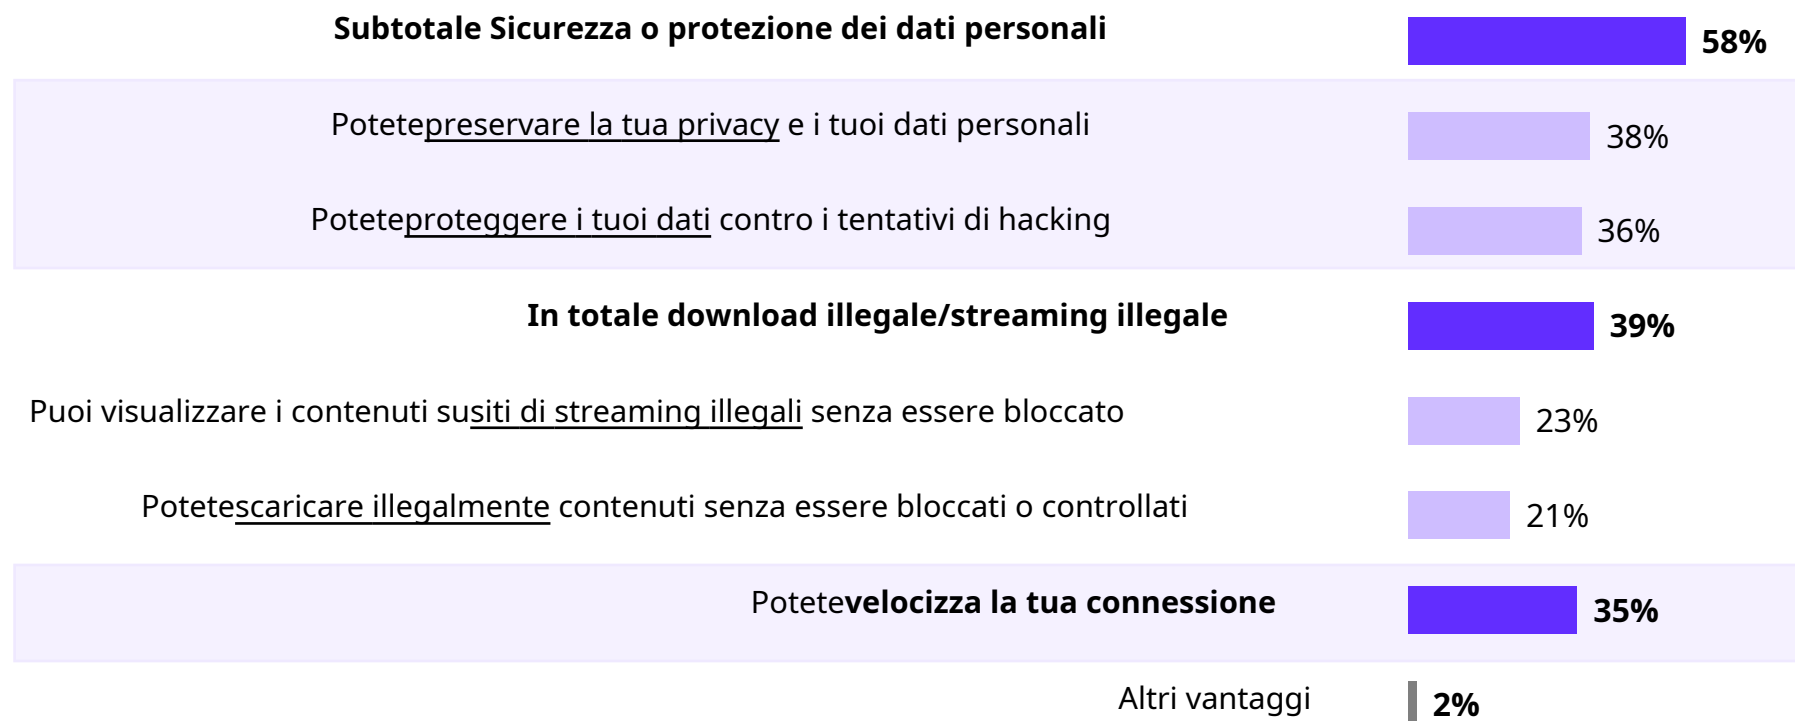 Subtotale Sicurezza o protezione dei dati personali 58%
Potetepreservare la tua privacy e i tuoi dati personali 38%
Poteteproteggere i tuoi dati contro i tentativi di hacking 36%
In totale download illegale/streaming illegale 39%
Puoi visualizzare i contenuti susiti di streaming illegali senza essere bloccato 23%
Potetescaricare illegalmente contenuti senza essere bloccati o controllati 21%
Potetevelocizza la tua connessione 35%
Altri vantaggi 2%